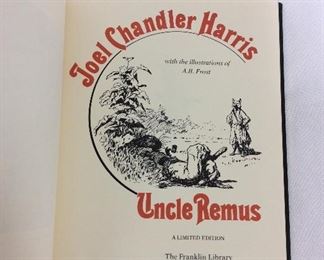 Joel Chandler Harris
with the illustrations of
A.B. Frost
Uncle Remus
A LIMITED EDITION
The Franklin Library